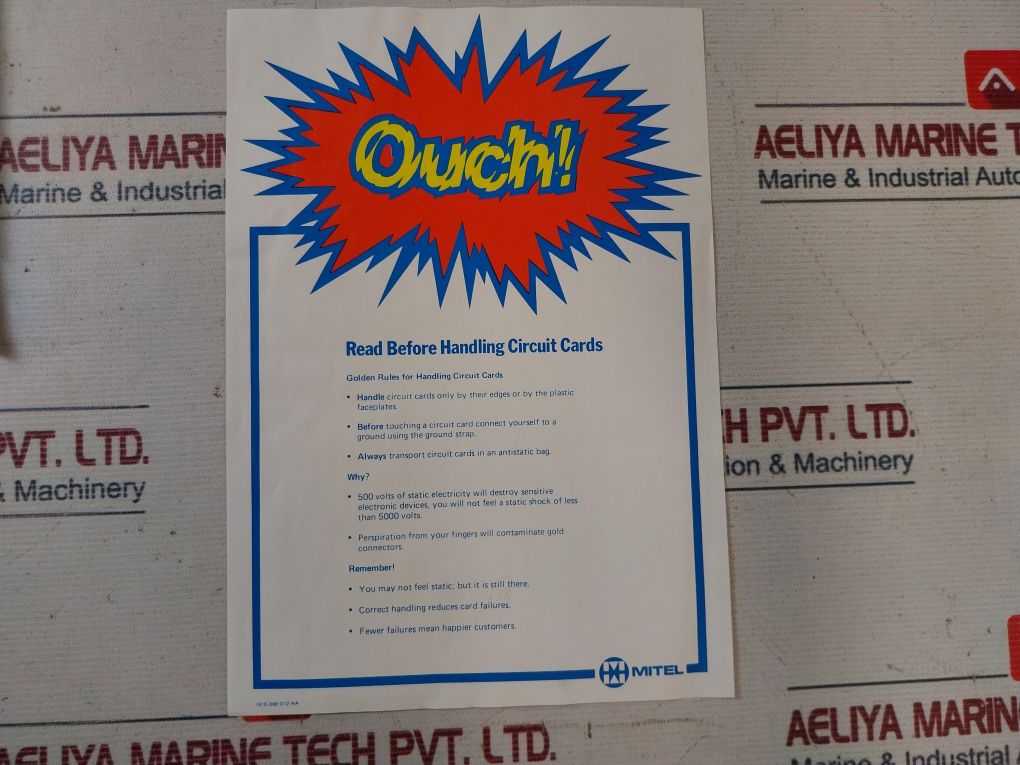 Ouch!!
Read Before Handling Circuit Cards
Golden Rules for Handling Circuit Cards
• Handle circuit cards only by their edges or by the plastic
faceplates.
• Before touching a circuit card connect yourself to a
ground using the ground strap.
• Always transport circuit cards in an antistatic bag.
Why?
• 500 volts of static electricity will destroy sensitive
electronic devices, you will not feel a static shock of less
than 5000 volts.
• Perspiration from your fingers will contaminate gold
connectors.
Remember!
• You may not feel static, but it is still there.
• Correct handling reduces card failures.
• Fewer failures mean happier customers.
MITEL
AELIYA MARIN
Marine & Industrial
AELIYA MARINE TE
Marine & Industrial Auto
PVT. LTD.
& Machinery
H PVT. LTD.
ion & Machinery
AELIYA MARINE TECH PVT. LTD.
AELIYA MARIN
Marine & Industrial